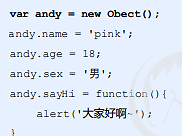 var andy = new Obect();
andy.name = 'pink';
andy.age = 18;
andy.sex = '男';
andy.sayHi = function(){
alert('大家好啊~');
}